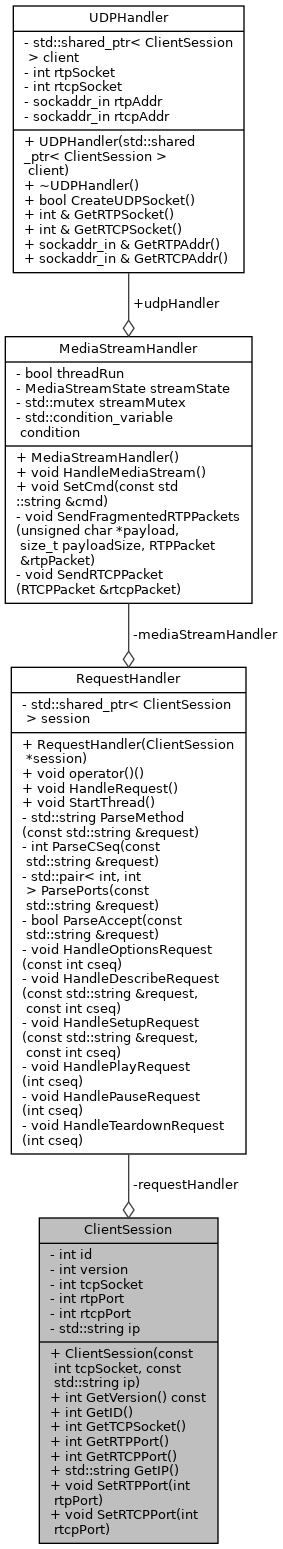 UDPHandler
- std::shared_ptr< ClientSession
> client
- int rtpSocket
- int rtcpSocket
- sockaddr_in rtpAddr
- sockaddr_in rtcpAddr
+ UDPHandler(std::shared
_ptr< ClientSession >
client)
+ ~UDPHandler()
+ bool CreateUDPSocket()
+ int & GetRTPSocket()
+ int & GetRTCPSocket()
+ sockaddr_in & GetRTPAddr()
+ sockaddr_in & GetRTCPAddr()
+udpHandler
MediaStreamHandler
- bool threadRun
- MediaStreamState streamState
- std::mutex streamMutex
- std::condition_variable
condition
+ MediaStreamHandler()
+ void HandleMediaStream()
+ void SetCmd(const std
::string &cmd)
- void SendFragmentedRTPPackets
(unsigned char *payload,
size_t payloadSize, RTPPacket
&rtpPacket)
- void SendRTCPPacket
(RTCPPacket &rtcpPacket)
-mediaStreamHandler
RequestHandler
- std::shared_ptr< ClientSession
> session
+ RequestHandler(ClientSession
*session)
+ void operator()()
+ void HandleRequest()
+ void StartThread()
- std::string ParseMethod
(const std::string &request)
- int ParseCSeq(const
std::string &request)
- std::pair< int, int
> ParsePorts(const
std::string &request)
- bool ParseAccept(const
std::string &request)
- void HandleOptionsRequest
(const int cseq)
- void HandleDescribeRequest
(const std::string &request,
const int cseq)
- void HandleSetupRequest
(const std::string &request,
const int cseq)
- void HandlePlayRequest
(int cseq)
- void HandlePauseRequest
(int cseq)
- void HandleTeardownRequest
(int cseq)
-requestHandler
ClientSession
- int id
- int version
- int tcpSocket
- int rtpPort
- int rtcpPort
- std::string ip
+ ClientSession(const
int tcpSocket, const
std::string ip)
+ int GetVersion() const
+ int GetID()
+ int GetTCPSocket()
+ int GetRTPPort()
+ int GetRTCPPort()
+ std::string GetIP()
+ void SetRTPPort(int
rtpPort)
+ void SetRTCPPort(int
rtcpPort)